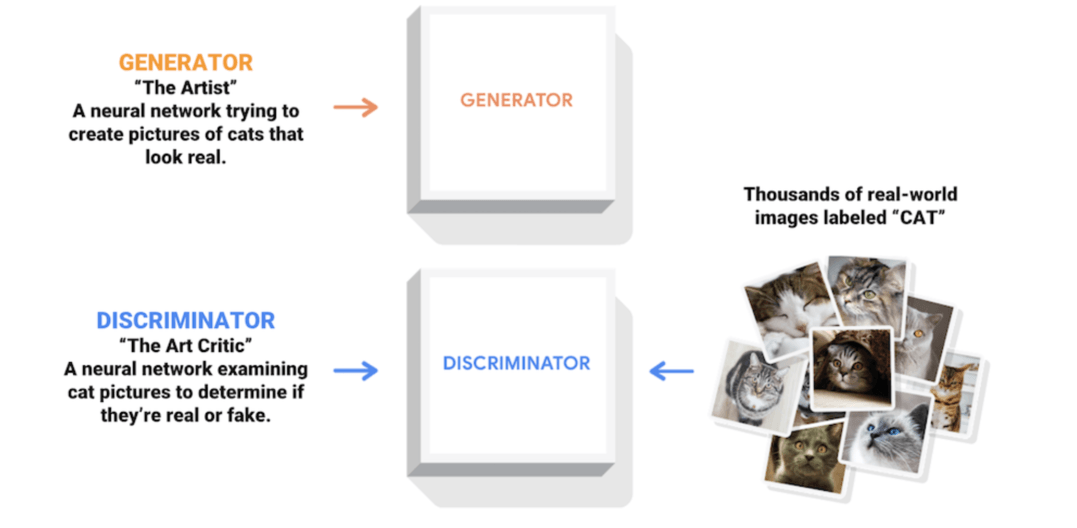 GENERATOR
“The Artist”
A neural network trying to
create pictures of cats that
look real.
GENERATOR
Thousands of real-world
images labeled “CAT”
DISCRIMINATOR
“The Art Critic”
A neural network examining
cat pictures to determine if
they’re real or fake.
DISCRIMINATOR